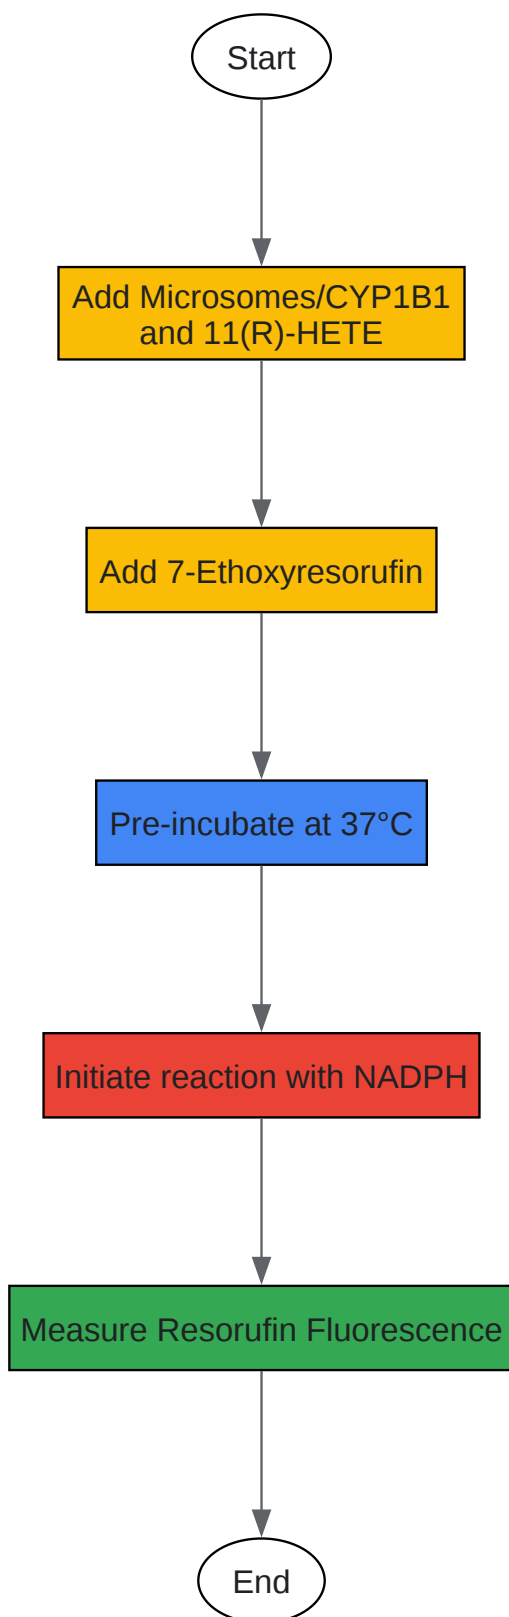 Start
Add Microsomes/CYP1B1
and 11(R)-HETE
Add 7-Ethoxyresorufin
Pre-incubate at 37°C
Initiate reaction with NADPH
Measure Resorufin Fluorescence
End